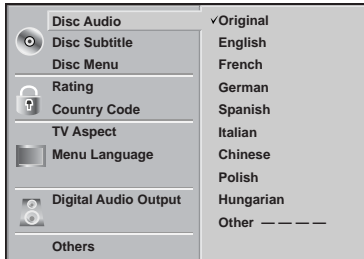 Disc Audio
Disc Subtitle
Disc Menu
Rating
Country Code
TV Aspect
Menu Language
Digital Audio Output
Others
✓Original
English
French
German
Spanish
Italian
Chinese
Polish
Hungarian
Other — — — —